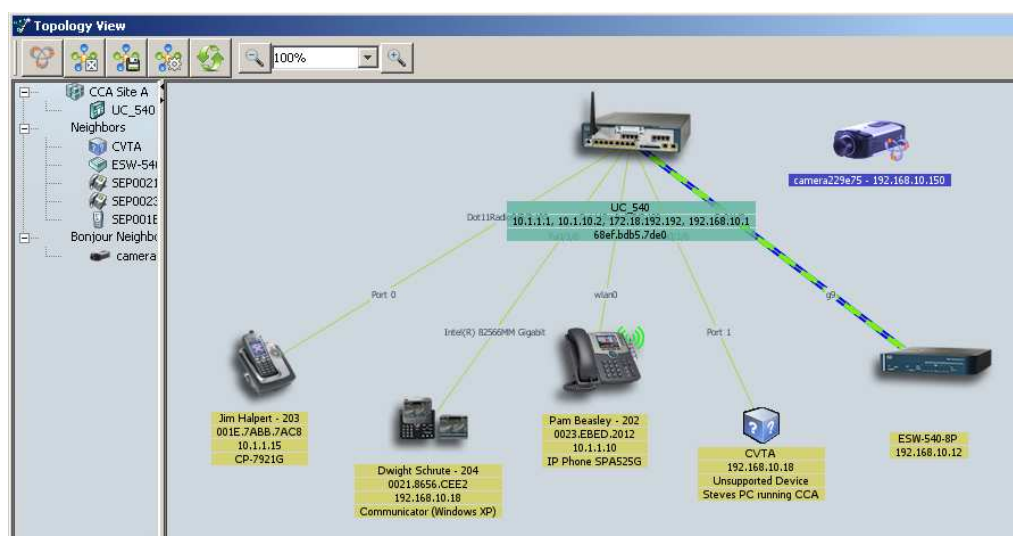 Topology View
100%
CCA Site A
UC_540
Neighbors
CVTA
ESW-54
SEP0021
SEP0023
SEP001E
Bonjour Neighb
camera
camera229e75 - 192.168.10.150
UC_540
Dot11Radi
10.1.1.1, 10.1.10.2, 172.18.192.192, 192.168.10.1
68ef.bdb5.7de0
Port 0
wlan0
g9
Intel(R) 82566MM Gigabit
Port 1
Jim Halpert - 203
001E.7ABB.7AC8
10.1.1.15
CP-7921G
Dwight Schrute - 204
0021.8656.CEE2
192.168.10.18
Communicator (Windows XP)
Pam Beasley - 202
0023.EBED.2012
10.1.1.10
IP Phone SPA525G
CVTA
192.168.10.18
Unsupported Device
Steves PC running CCA
ESW-540-8P
192.168.10.12